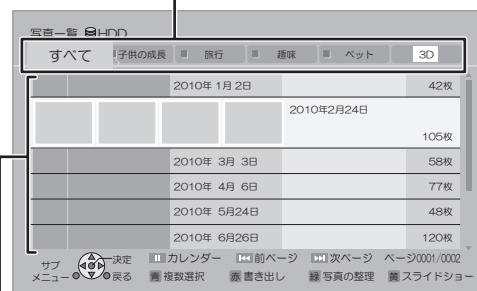 写真一覧 HDD
すべて 子供の成長 旅行 趣味 ペット 3D
2010年 1月 2日 42枚
2010年2月24日
105枚
2010年 3月 3日 58枚
2010年 4月 6日 77枚
2010年 5月24日 48枚
2010年 6月20日 120枚
サブメニュー 決定 カレンダー 前ページ 次ページ ページ0001/0002
戻る 青 複数選択 赤 書き出し 緑 写真の整理 黄 スライドショー